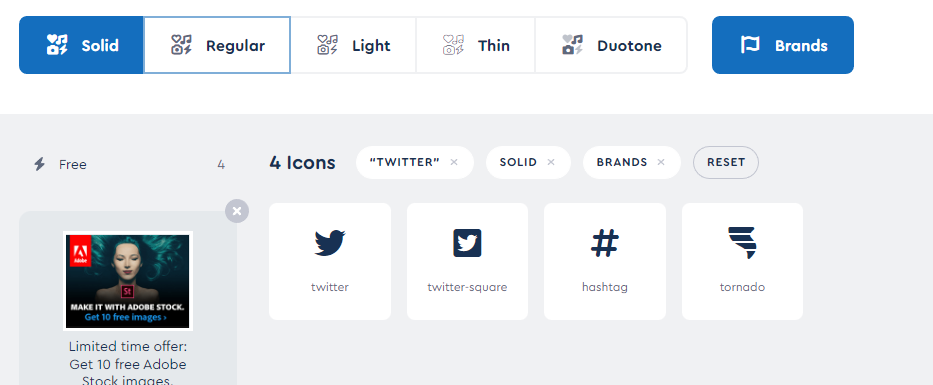 Solid
Regular
Light
Thin
Duotone
Brands
Free
4
4 Icons
“TWITTER” ×
SOLID ×
BRANDS ×
RESET
twitter
twitter-square
hashtag
tornado
Adobe
St
MAKE IT WITH ADOBE STOCK.
Get 10 free images ›
Limited time offer:
Get 10 free Adobe
Stock images.